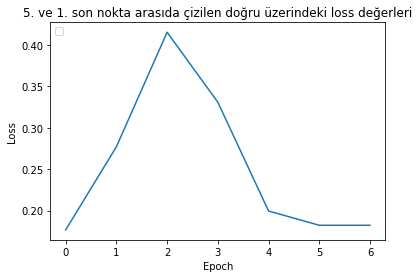 5. ve 1. son nokta arasıda çizilen doğru üzerindeki loss değerleri
0.40
0.35
0.30
0.25
0.20
Loss
0 1 2 3 4 5 6
Epoch